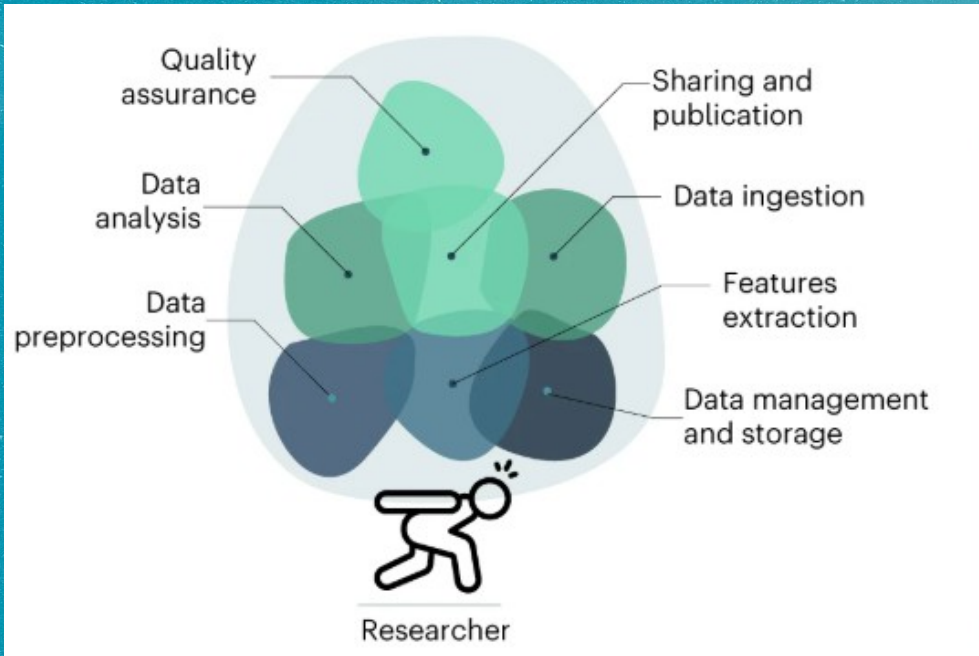 Quality
assurance
Sharing and
publication
Data
analysis
Data ingestion
Data
preprocessing
Features
extraction
Data management
and storage
Researcher